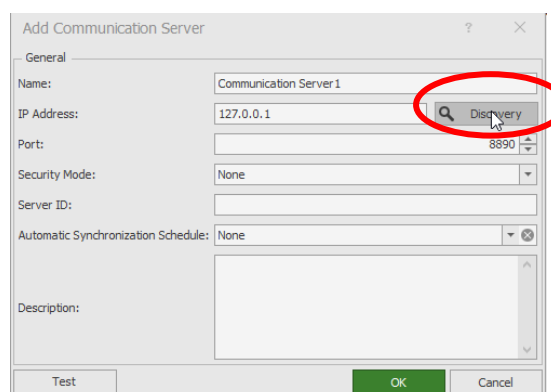 Add Communication Server ?
General
Name: Communication Server1
IP Address: 127.0.0.1 Discovery
Port: 8890
Security Mode: None
Server ID:
Automatic Synchronization Schedule: None
Description:
Test OK Cancel